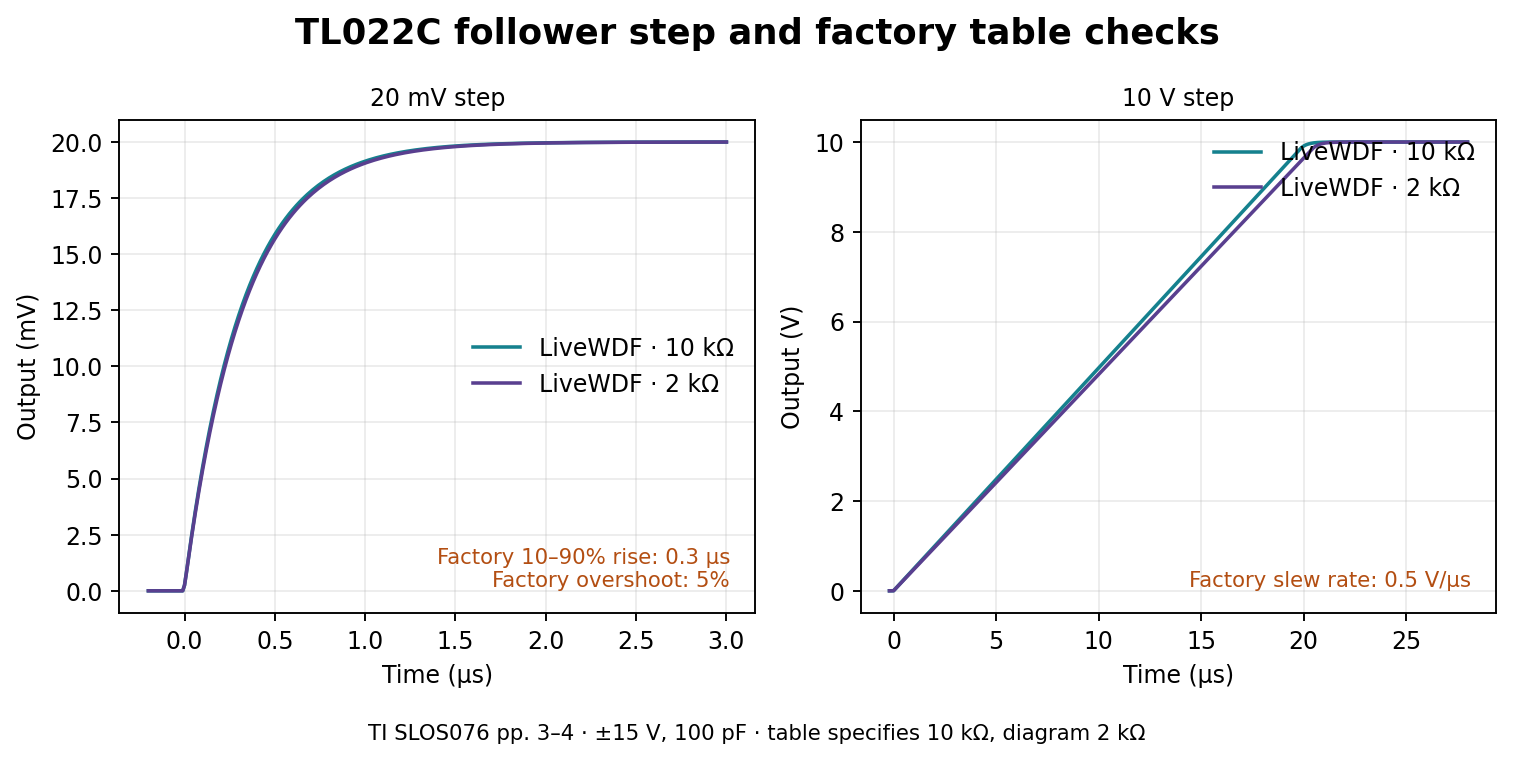 TL022C follower step and factory table checks
20 mV step
Output (mV)
20.0
17.5
15.0
12.5
10.0
7.5
5.0
2.5
0.0
LiveWDF · 10 kΩ
LiveWDF · 2 kΩ
Factory 10–90% rise: 0.3 µs
Factory overshoot: 5%
0.0 0.5 1.0 1.5 2.0 2.5 3.0
Time (µs)
10 V step
Output (V)
10
8
6
4
2
0
LiveWDF · 10 kΩ
LiveWDF · 2 kΩ
Factory slew rate: 0.5 V/µs
0 5 10 15 20 25
Time (µs)
TI SLOS076 pp. 3–4 · ±15 V, 100 pF · table specifies 10 kΩ, diagram 2 kΩ